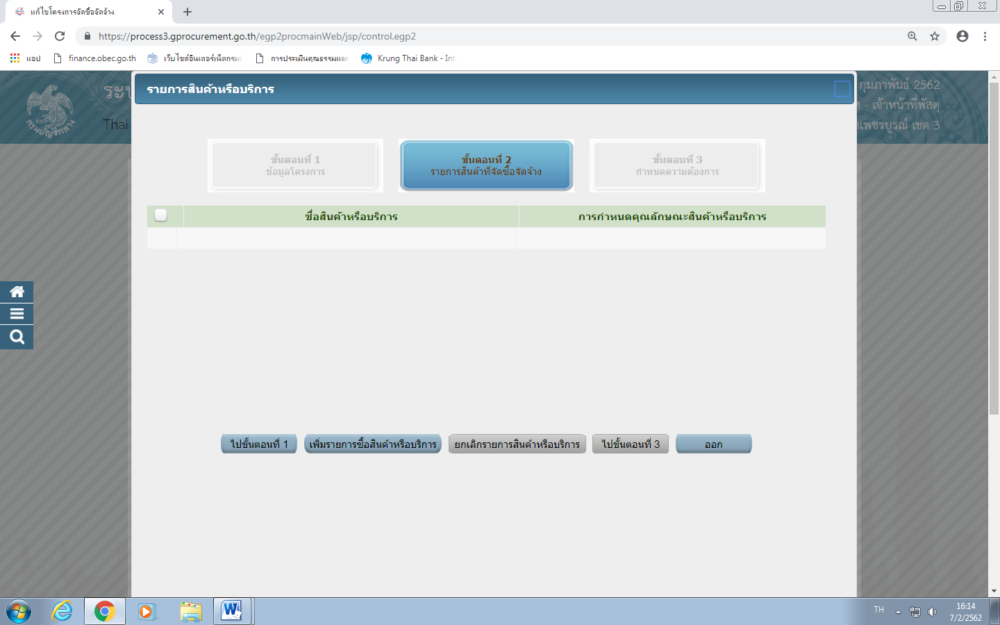 แก้ไขโครงการจัดซื้อจัดจ้าง
https://process3.gprocurement.go.th/egp2procmainWeb/jsp/control.egp2
แอป finance.obec.go.th เว็บไซต์อินเตอร์เน็ตกรม การประเมินคุณธรรมและ Krung Thai Bank - Int
รายการสินค้าหรือบริการ
กุมภาพันธ์ 2562
- เจ้าหน้าที่พัสดุ
Thai
เพชรบูรณ์ เขต 3
กรมบัญชีกลาง
ขั้นตอนที่ 1
ข้อมูลโครงการ
ขั้นตอนที่ 2
รายการสินค้าที่จัดซื้อจัดจ้าง
ขั้นตอนที่ 3
กำหนดความต้องการ
ชื่อสินค้าหรือบริการ การกำหนดคุณลักษณะสินค้าหรือบริการ
ไปขั้นตอนที่ 1 เพิ่มรายการซื้อสินค้าหรือบริการ ยกเลิกรายการสินค้าหรือบริการ ไปขั้นตอนที่ 3 ออก
TH
16:14
7/2/2562